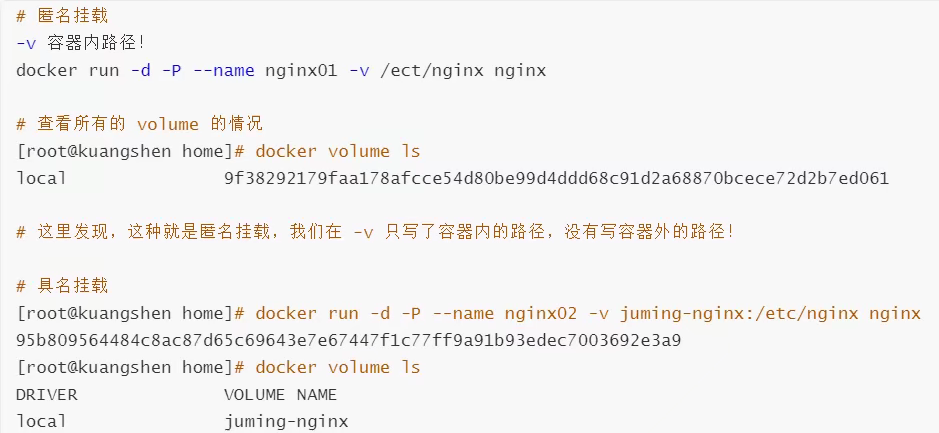 # 匿名挂载
-v 容器内路径!
docker run -d -P --name nginx01 -v /ect/nginx nginx
# 查看所有的 volume 的情况
[root@kuangshen home]# docker volume ls
local 9f38292179faa178afcce54d80be99d4ddd68c91d2a68870bcece72d2b7ed061
# 这里发现，这种就是匿名挂载，我们在 -v 只写了容器内的路径，没有写容器外的路径!
# 具名挂载
[root@kuangshen home]# docker run -d -P --name nginx02 -v juming-nginx:/etc/nginx nginx
95b809564484c8ac87d65c69643e7e67447f1c77ff9a91b93edec7003692e3a9
[root@kuangshen home]# docker volume ls
DRIVER VOLUME NAME
local juming-nginx